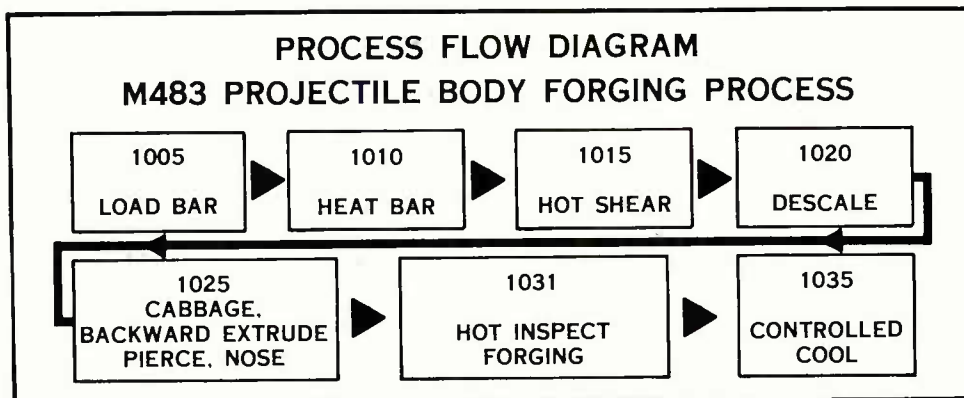 PROCESS FLOW DIAGRAM
M483 PROJECTILE BODY FORGING PROCESS
1005
LOAD BAR
1010
HEAT BAR
1015
HOT SHEAR
1020
DESCALE
1025
CABBAGE,
BACKWARD EXTRUDE
PIERCE, NOSE
1031
HOT INSPECT
FORGING
1035
CONTROLLED
COOL